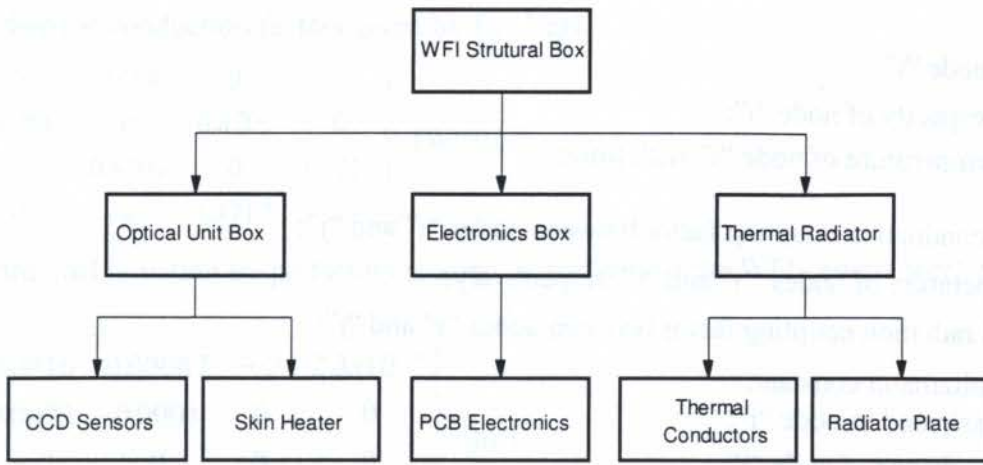 WFI Strutural Box
Optical Unit Box
Electronics Box
Thermal Radiator
CCD Sensors
Skin Heater
PCB Electronics
Thermal
Conductors
Radiator Plate